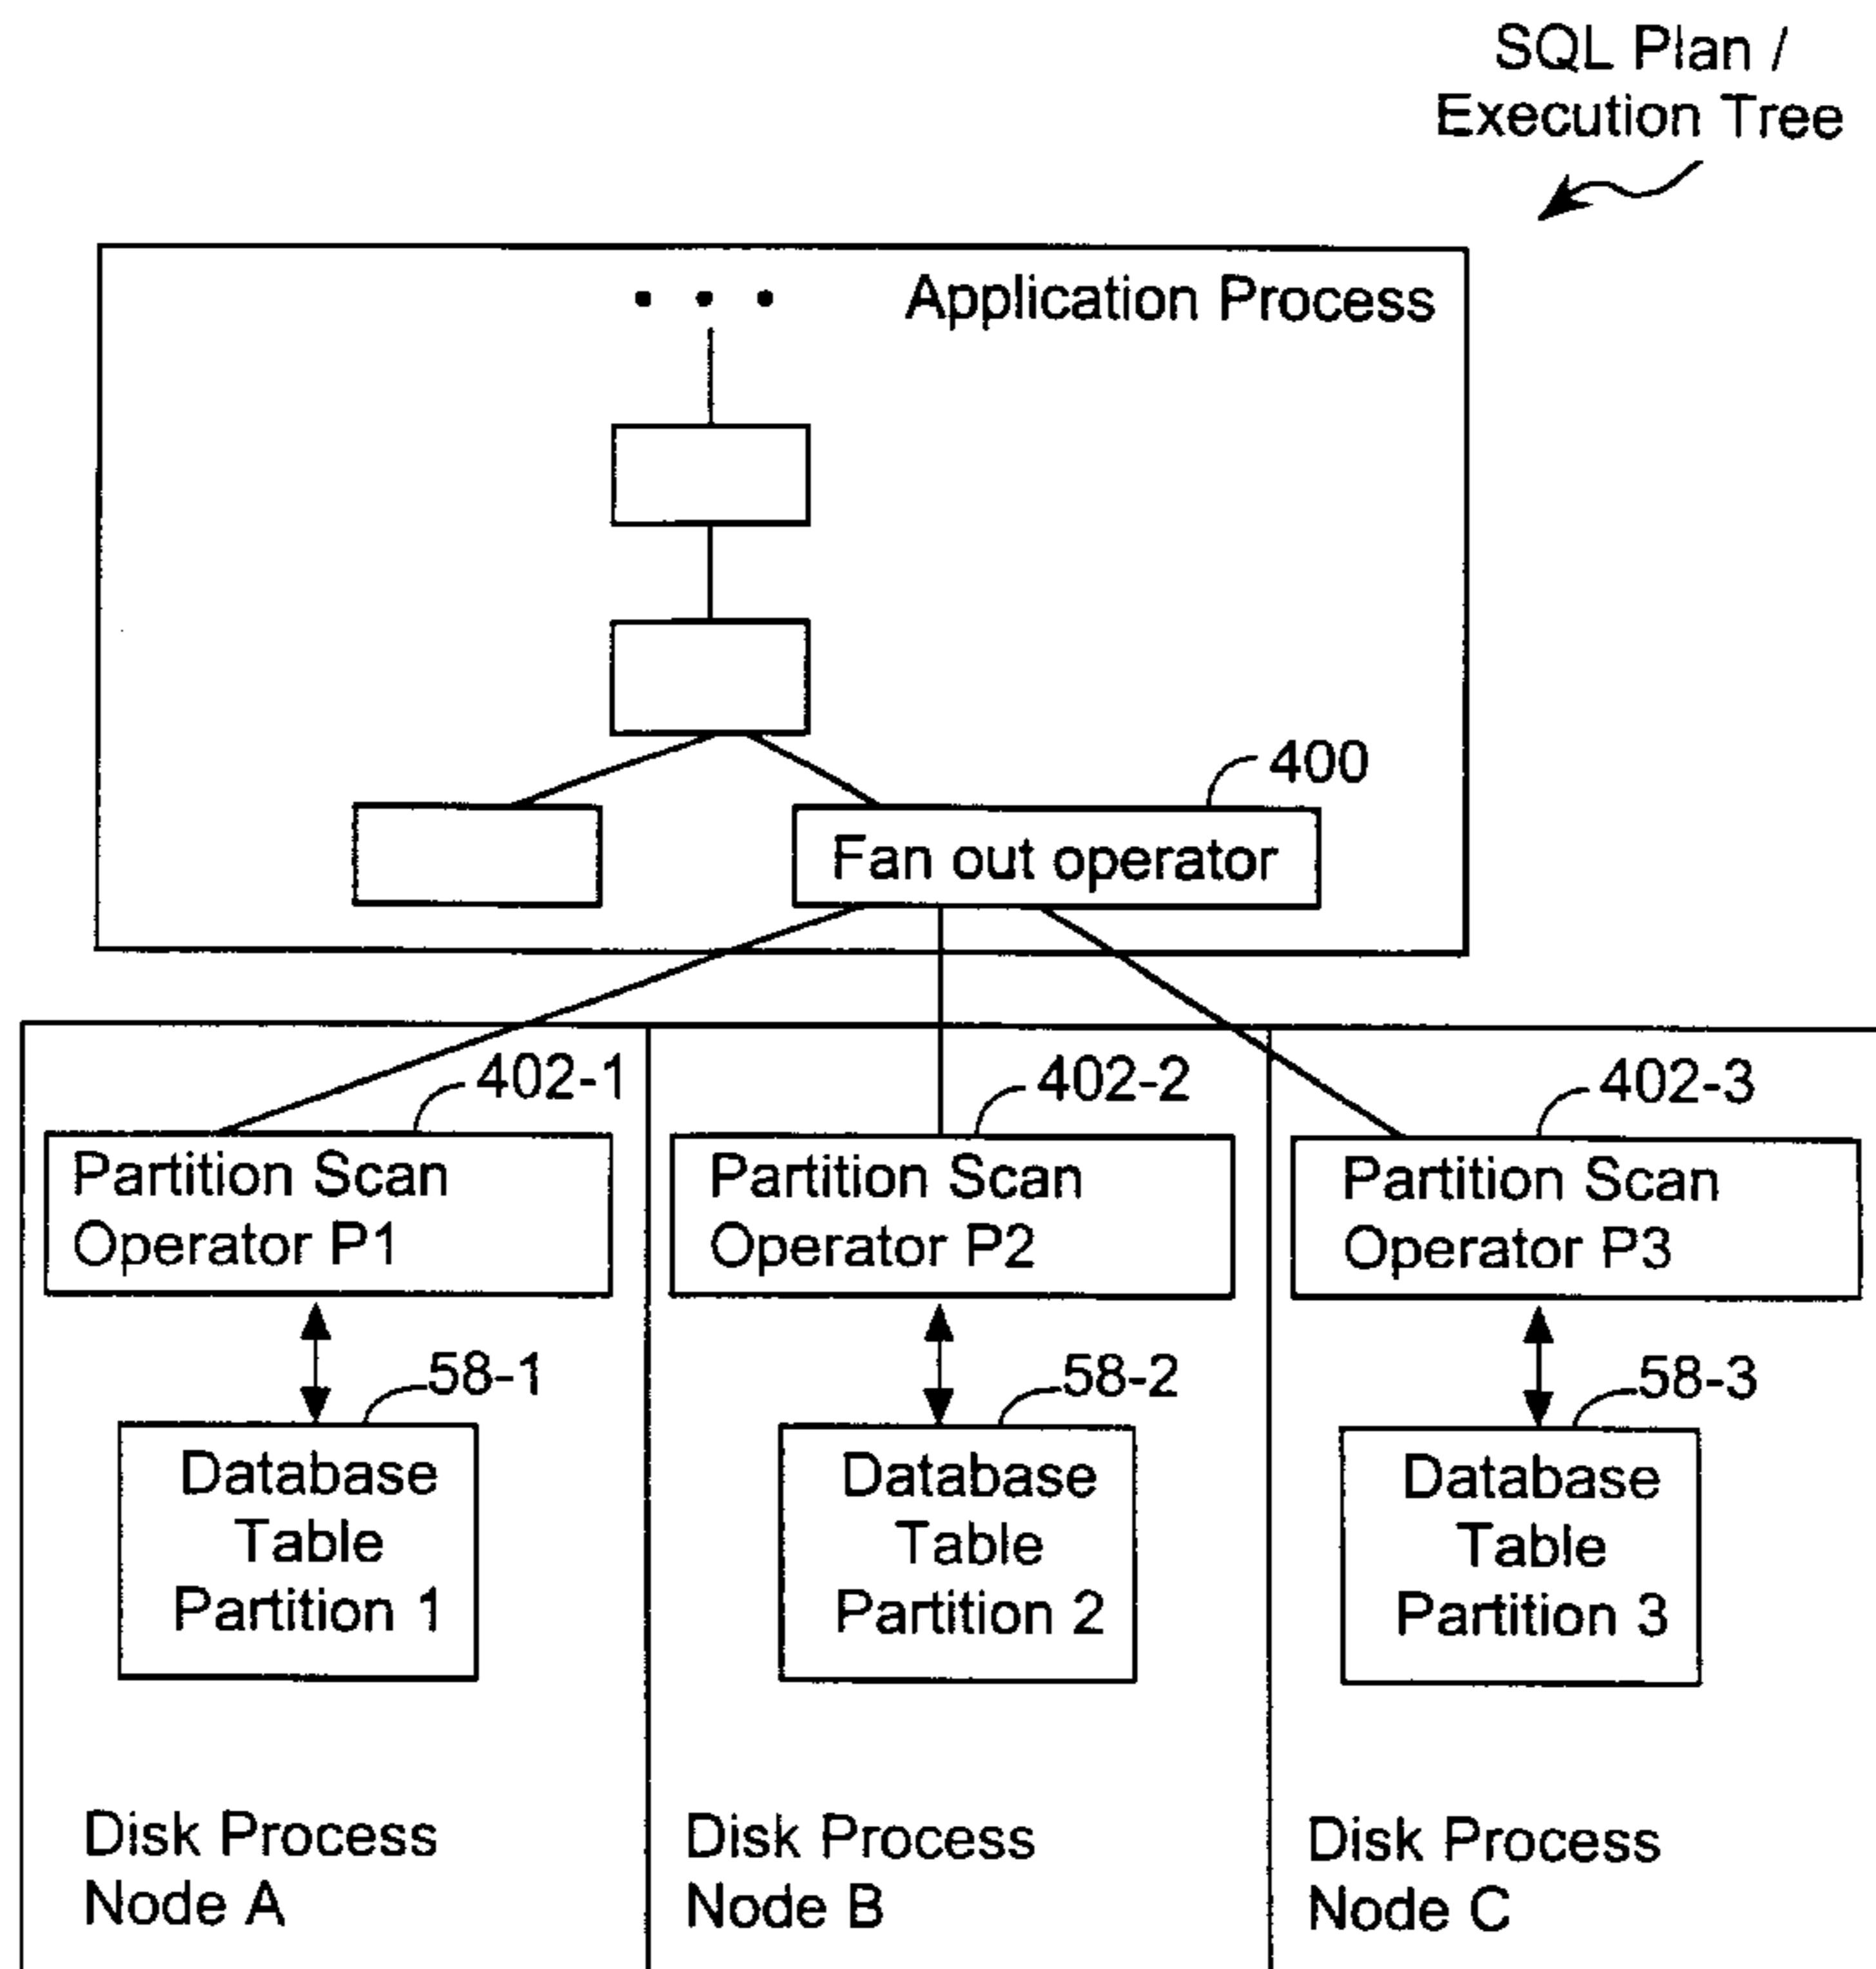 SQL Plan /
Execution Tree
• • •
Application Process
400
Fan out operator
402-1
402-2
402-3
Partition Scan
Operator P1
Partition Scan
Operator P2
Partition Scan
Operator P3
58-1
58-2
58-3
Database
Table
Partition 1
Database
Table
Partition 2
Database
Table
Partition 3
Disk Process
Node A
Disk Process
Node B
Disk Process
Node C